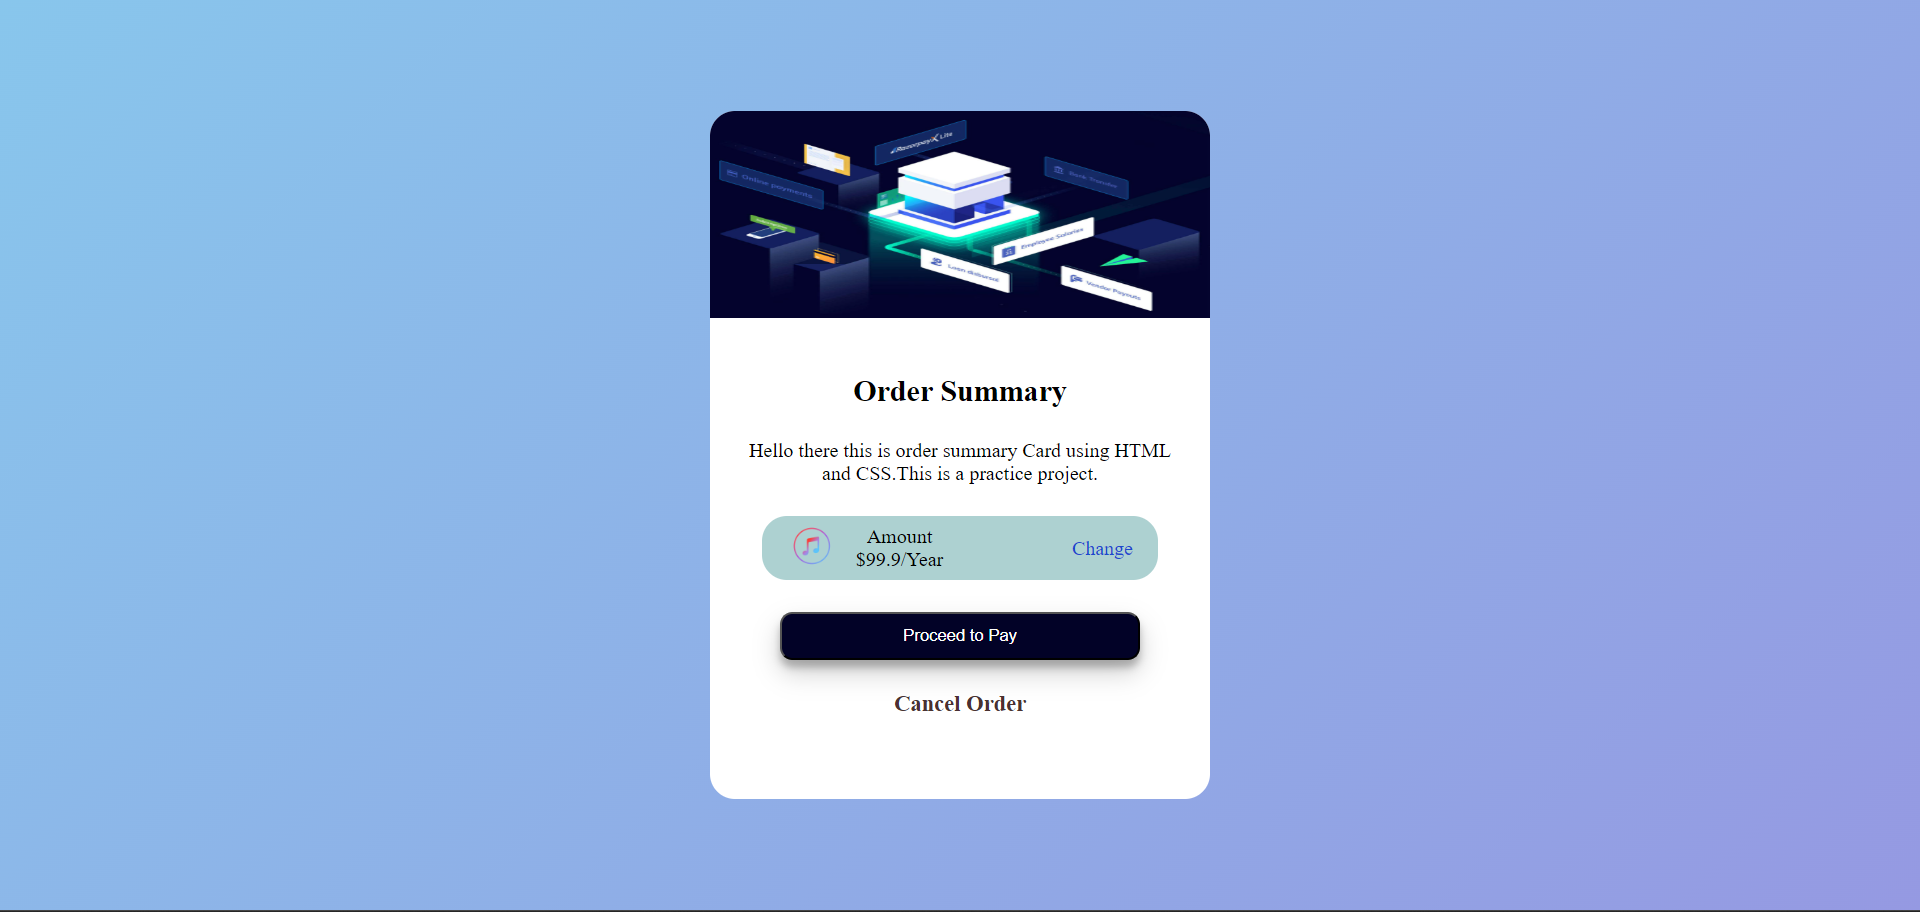 RazorpayX Lite
Online payments
Bank Transfer
Employee Salaries
Loan disbursal
Vendor Payouts
Order Summary
Hello there this is order summary Card using HTML
and CSS.This is a practice project.
Amount
$99.9/Year
Change
Proceed to Pay
Cancel Order